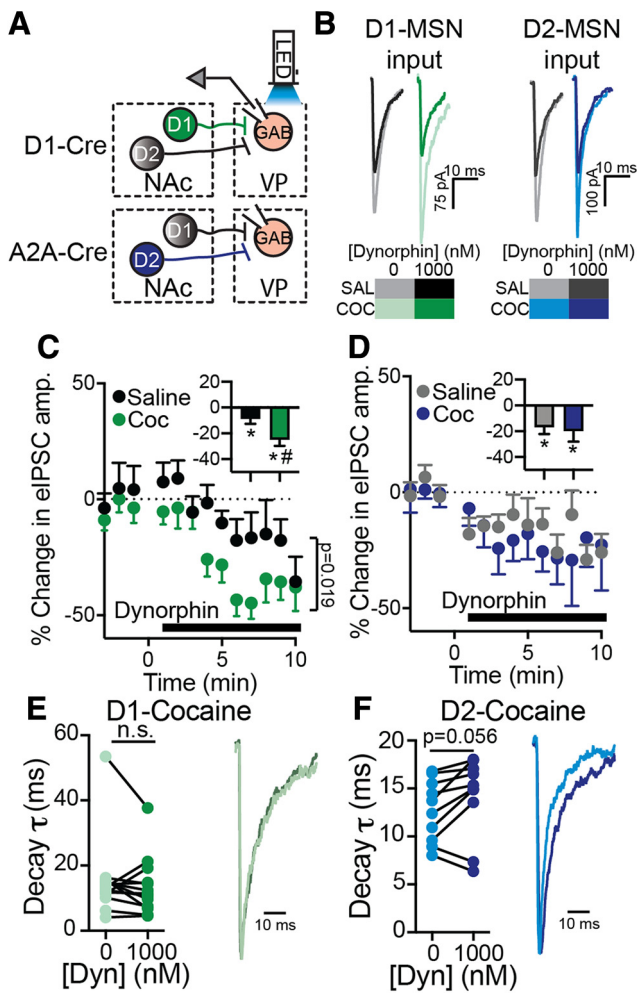 A
LED
D1-Cre
D1
D2
NAc
GAB
VP
A2A-Cre
D1
D2
NAc
GAB
VP
B
D1-MSN input
D2-MSN input
10 ms
75 pA
10 ms
100 pA
[Dynorphin] (nM)
0 1000
SAL
COC
[Dynorphin] (nM)
0 1000
SAL
COC
C
% Change in eIPSC amp.
50
0
-50
Saline
Coc
20
0
-20
-40
*
*#
p=0.019
Dynorphin
0 5 10
Time (min)
D
% Change in eIPSC amp.
50
0
-50
Saline
Coc
20
0
-20
-40
*
*
Dynorphin
0 5 10
Time (min)
E
D1-Cocaine
n.s.
Decay τ (ms)
60
40
20
0
0 1000
[Dyn] (nM)
10 ms
F
D2-Cocaine
p=0.056
Decay τ (ms)
20
15
10
5
0
0 1000
[Dyn] (nM)
10 ms